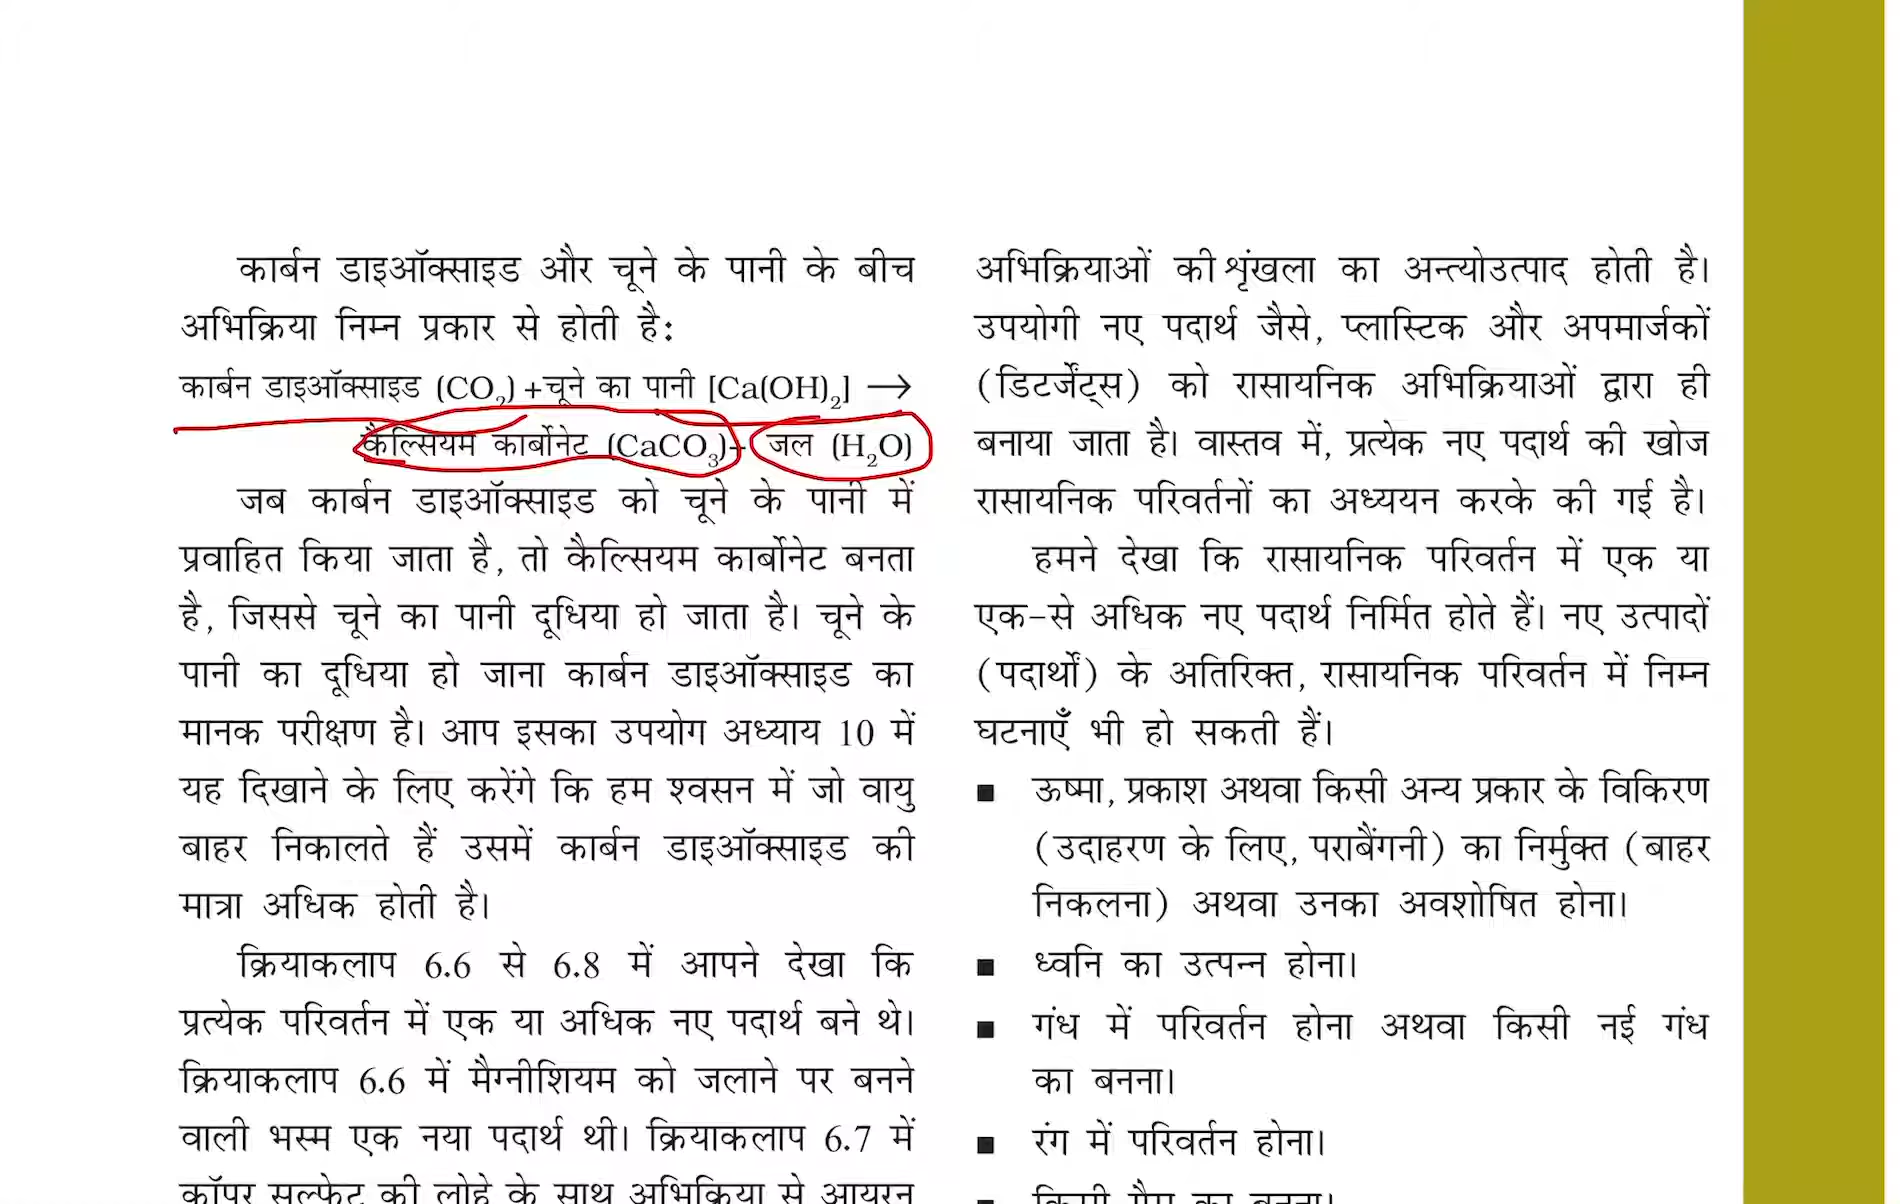 कार्बन डाइऑक्साइड और चूने के पानी के बीच
अभिक्रिया निम्न प्रकार से होती है:
कार्बन डाइऑक्साइड (CO₂) +चूने का पानी [Ca(OH)₂] →
कैल्सियम कार्बोनेट (CaCO₃)+ जल (H₂O)
जब कार्बन डाइऑक्साइड को चूने के पानी में
प्रवाहित किया जाता है, तो कैल्सियम कार्बोनेट बनता
है, जिससे चूने का पानी दूधिया हो जाता है। चूने के
पानी का दूधिया हो जाना कार्बन डाइऑक्साइड का
मानक परीक्षण है। आप इसका उपयोग अध्याय 10 में
यह दिखाने के लिए करेंगे कि हम श्वसन में जो वायु
बाहर निकालते हैं उसमें कार्बन डाइऑक्साइड की
मात्रा अधिक होती है।
क्रियाकलाप 6.6 से 6.8 में आपने देखा कि
प्रत्येक परिवर्तन में एक या अधिक नए पदार्थ बने थे।
क्रियाकलाप 6.6 में मैग्नीशियम को जलाने पर बनने
वाली भस्म एक नया पदार्थ थी। क्रियाकलाप 6.7 में
कॉपर सल्फेट की लोहे के साथ अभिक्रिया से आयरन
अभिक्रियाओं की शृंखला का अन्त्योउत्पाद होती है।
उपयोगी नए पदार्थ जैसे, प्लास्टिक और अपमार्जकों
(डिटर्जेंट्स) को रासायनिक अभिक्रियाओं द्वारा ही
बनाया जाता है। वास्तव में, प्रत्येक नए पदार्थ की खोज
रासायनिक परिवर्तनों का अध्ययन करके की गई है।
हमने देखा कि रासायनिक परिवर्तन में एक या
एक-से अधिक नए पदार्थ निर्मित होते हैं। नए उत्पादों
(पदार्थों) के अतिरिक्त, रासायनिक परिवर्तन में निम्न
घटनाएँ भी हो सकती हैं।
■ ऊष्मा, प्रकाश अथवा किसी अन्य प्रकार के विकिरण
(उदाहरण के लिए, पराबैंगनी) का निर्मुक्त (बाहर
निकलना) अथवा उनका अवशोषित होना।
■ ध्वनि का उत्पन्न होना।
■ गंध में परिवर्तन होना अथवा किसी नई गंध
का बनना।
■ रंग में परिवर्तन होना।
■ किसी गैस का बनना।